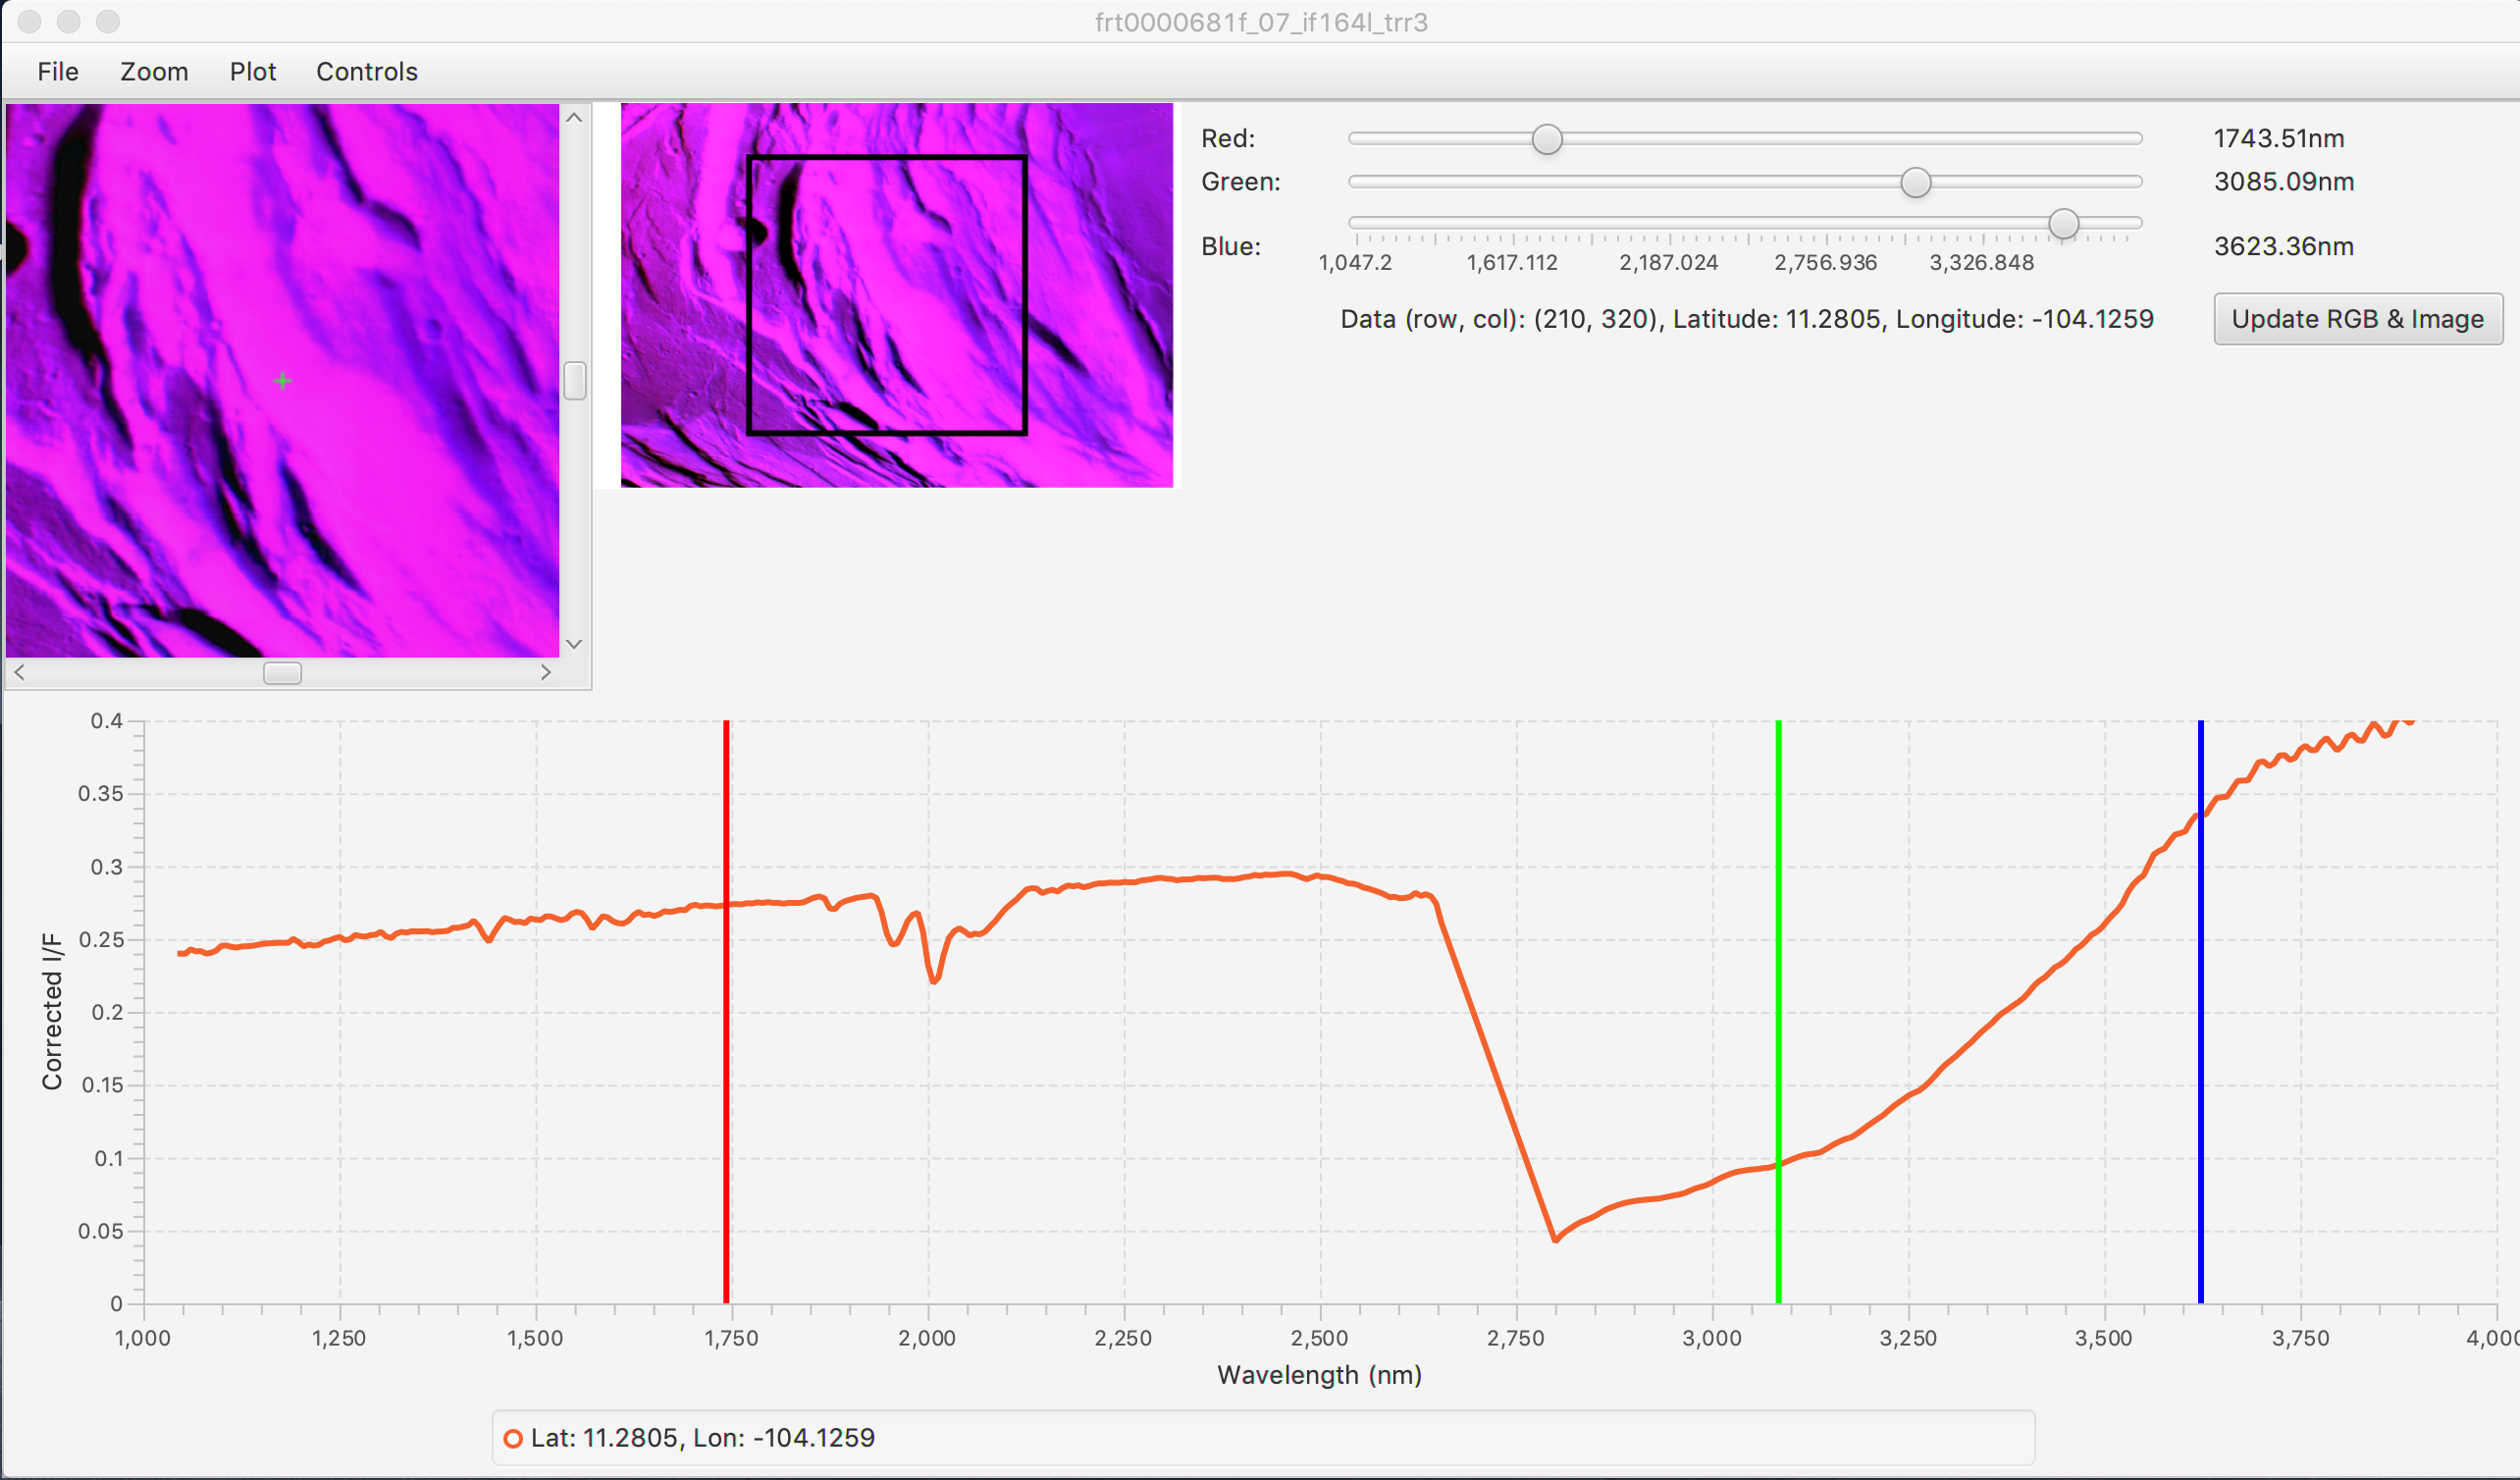 frt0000681f_07_if164l_trr3
File Zoom Plot Controls
Red: 1743.51nm
Green: 3085.09nm
Blue: 3623.36nm
1,047.2 1,617.112 2,187.024 2,756.936 3,326.848
Data (row, col): (210, 320), Latitude: 11.2805, Longitude: -104.1259 Update RGB & Image
0.4
0.35
0.3
0.25
0.2
0.15
0.1
0.05
0
Corrected I/F
1,000 1,250 1,500 1,750 2,000 2,250 2,500 2,750 3,000 3,250 3,500 3,750 4,000
Wavelength (nm)
Lat: 11.2805, Lon: -104.1259